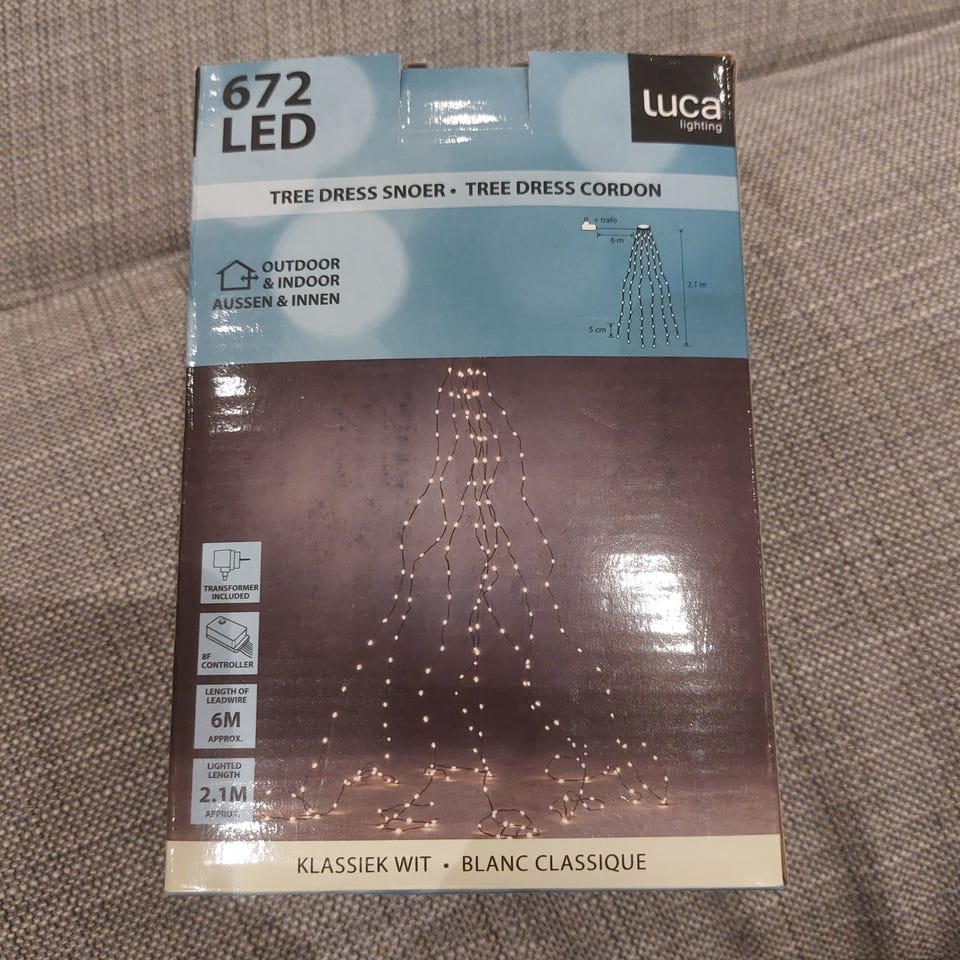 672
LED
luca
lighting
TREE DRESS SNOER • TREE DRESS CORDON
+ trafo
6 m
2.1 m
5 cm
OUTDOOR
& INDOOR
AUSSEN & INNEN
TRANSFORMER
INCLUDED
8F
CONTROLLER
LENGTH OF
LEADWIRE
6M
APPROX.
LIGHTED
LENGTH
2.1M
APPROX.
KLASSIEK WIT • BLANC CLASSIQUE